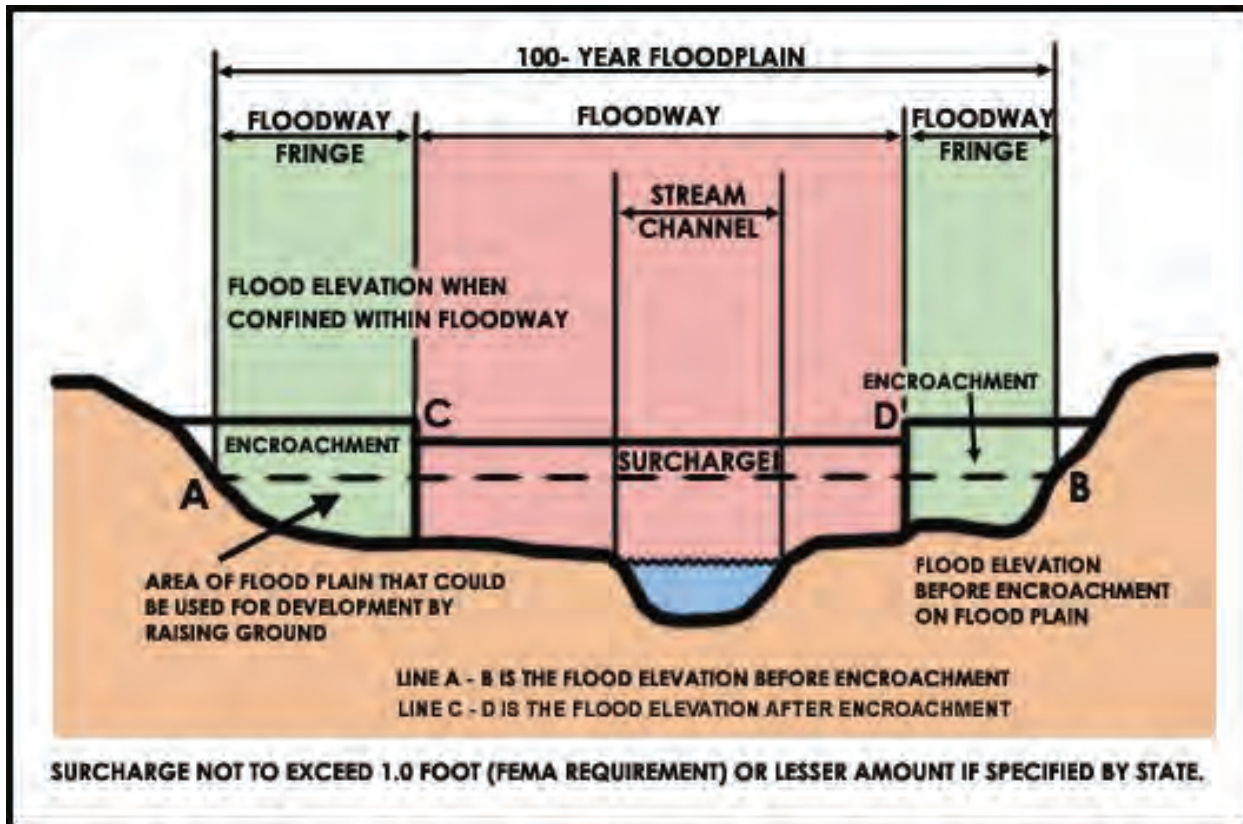 100- YEAR FLOODPLAIN
FLOODWAY
FRINGE
FLOODWAY
FLOODWAY
FRINGE
STREAM
CHANNEL
FLOOD ELEVATION WHEN
CONFINED WITHIN FLOODWAY
ENCROACHMENT
C
D
ENCROACHMENT
SURCHARGE
A
B
AREA OF FLOOD PLAIN THAT COULD
BE USED FOR DEVELOPMENT BY
RAISING GROUND
FLOOD ELEVATION
BEFORE ENCROACHMENT
ON FLOOD PLAIN
LINE A - B IS THE FLOOD ELEVATION BEFORE ENCROACHMENT
LINE C - D IS THE FLOOD ELEVATION AFTER ENCROACHMENT
SURCHARGE NOT TO EXCEED 1.0 FOOT (FEMA REQUIREMENT) OR LESSER AMOUNT IF SPECIFIED BY STATE.